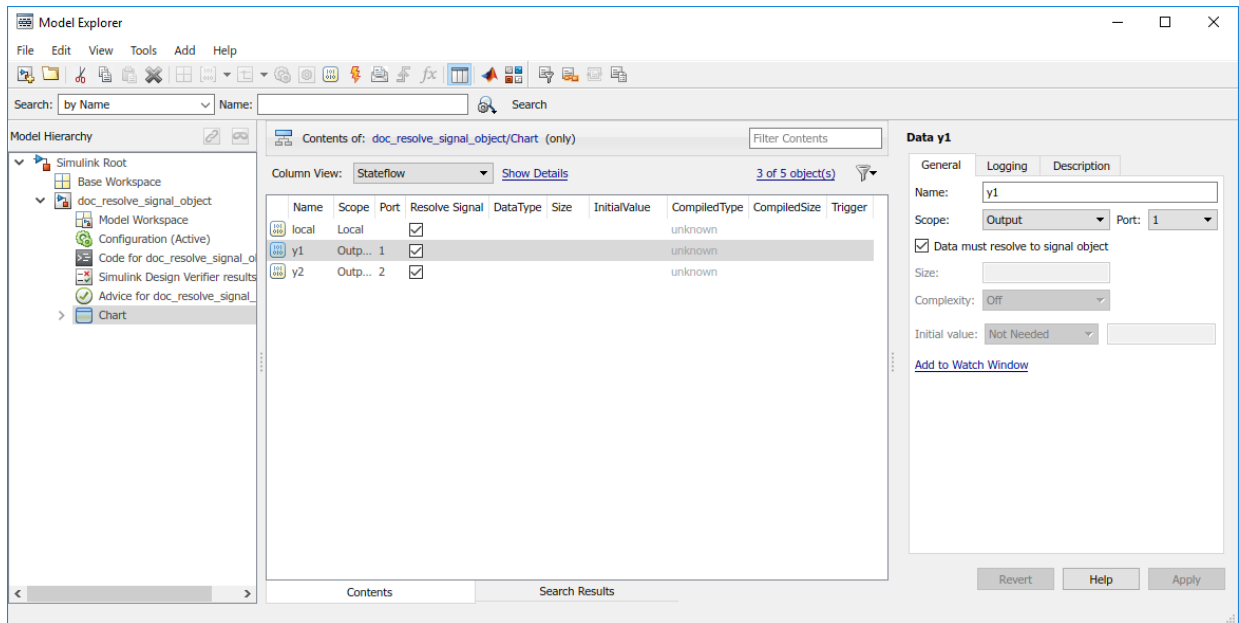 Model Explorer
File Edit View Tools Add Help
fx
Search: by Name Name: Search
Model Hierarchy
Simulink Root
Base Workspace
doc_resolve_signal_object
Model Workspace
Configuration (Active)
Code for doc_resolve_signal_ol
Simulink Design Verifier results
Advice for doc_resolve_signal_
Chart
Contents of: doc_resolve_signal_object/Chart (only) Filter Contents
Column View: Stateflow Show Details 3 of 5 object(s)
Name Scope Port Resolve Signal DataType Size InitialValue CompiledType CompiledSize Trigger
local Local unknown
y1 Outp... 1 unknown
y2 Outp... 2 unknown
Contents Search Results
Data y1
General Logging Description
Name: y1
Scope: Output Port: 1
Data must resolve to signal object
Size:
Complexity: Off
Initial value: Not Needed
Add to Watch Window
Revert Help Apply